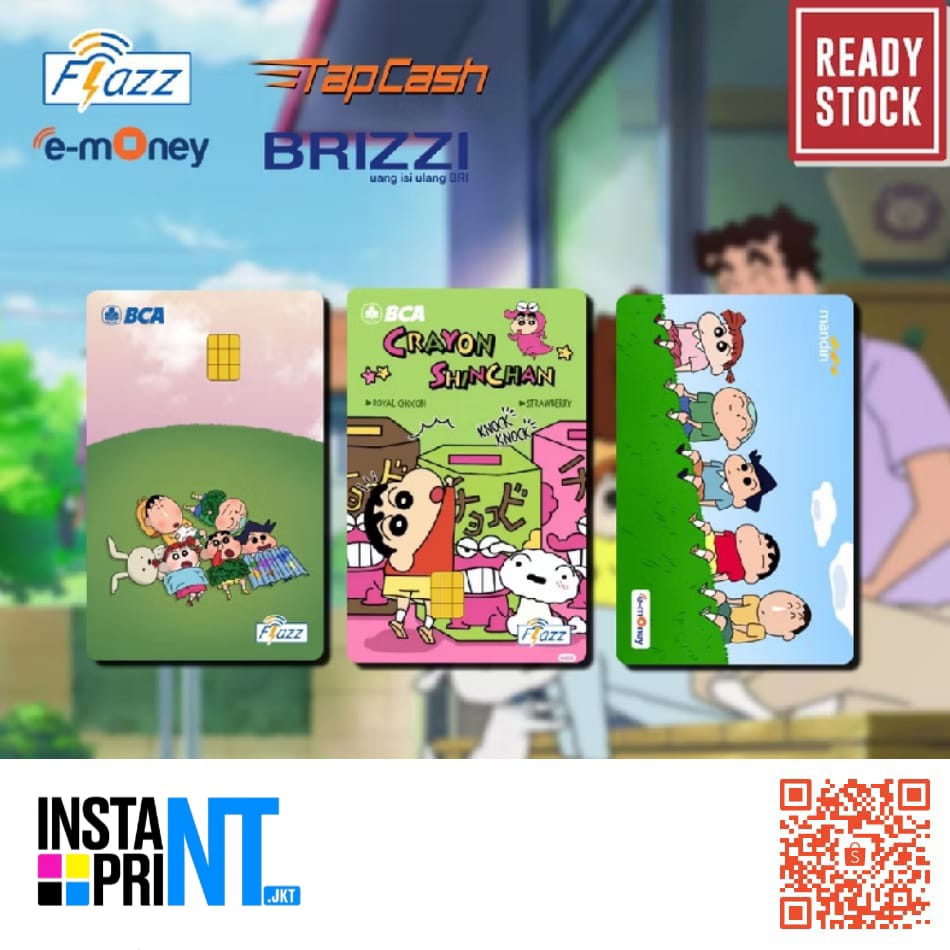 Flazz
TapCash
e-money
BRIZZI
uang isi ulang BRI
READY
STOCK
BCA
Flazz
BCA
CRAYON
SHINCHAN
ROYAL CHOCOBI
STRAWBERRY
KNOCK
KNOCK
Flazz
mandiri
e-money
INSTA
PRINT
.JKT
S